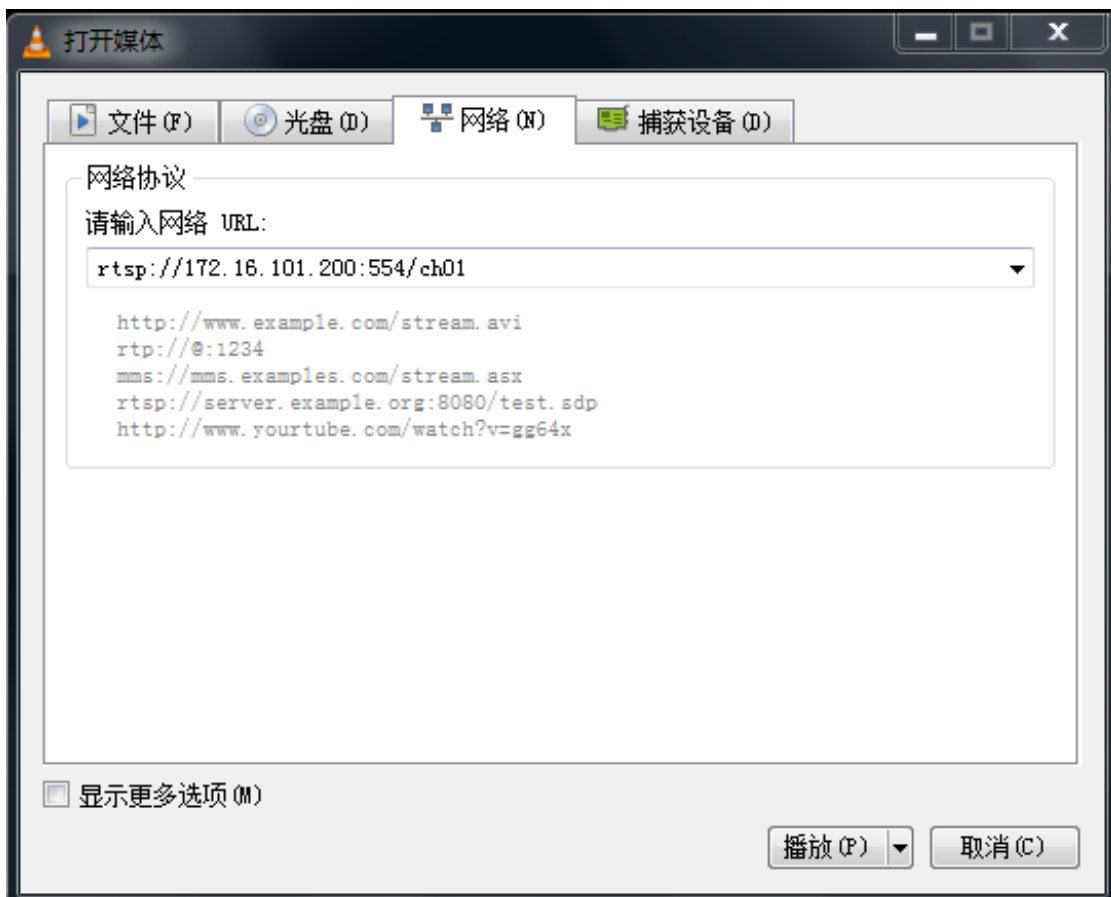 打开媒体
文件(F) 光盘(D) 网络(N) 捕获设备(D)
网络协议
请输入网络 URL:
rtsp://172.16.101.200:554/ch01
http://www.example.com/stream.avi
rtp://@:1234
mms://mms.examples.com/stream.asx
rtsp://server.example.org:8080/test.sdp
http://www.yourtube.com/watch?v=gg64x
显示更多选项(M)
播放(P) 取消(C)